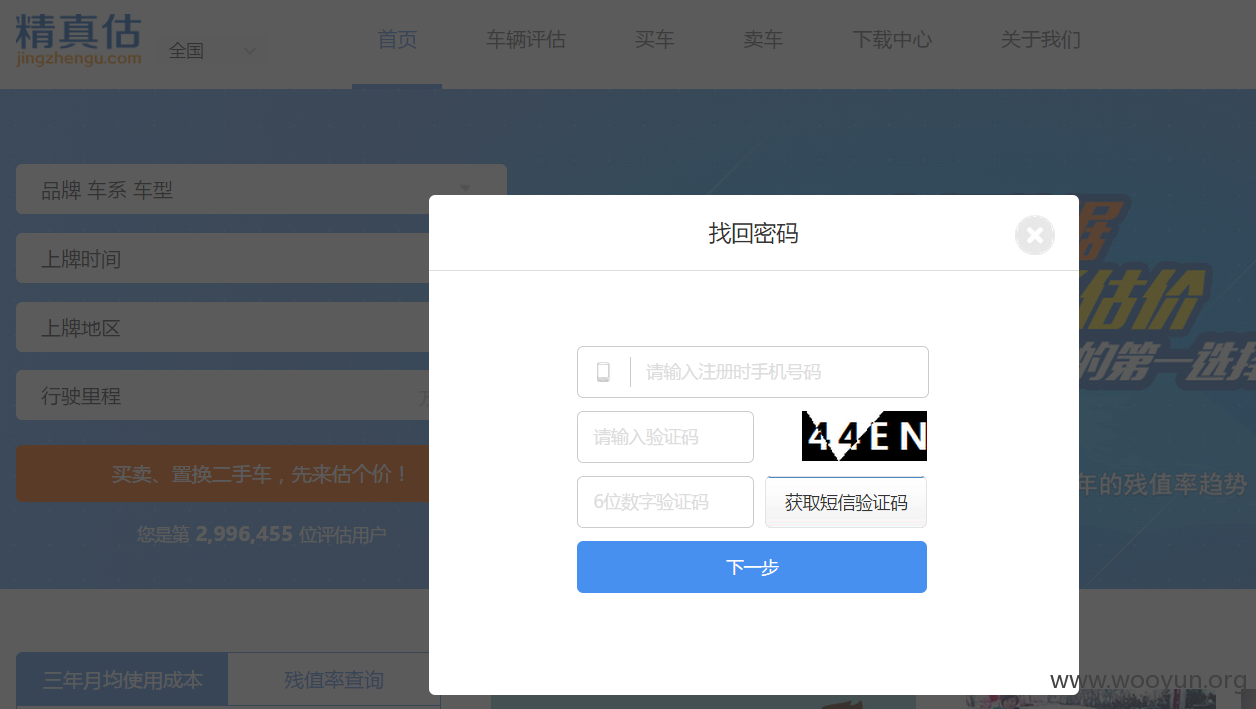 精真估
jingzhengu.com
全国
首页
车辆评估
买车
卖车
下载中心
关于我们
品牌 车系 车型
上牌时间
上牌地区
行驶里程
买卖、置换二手车，先来估个价！
您是第 2,996,455 位评估用户
找回密码
请输入注册时手机号码
请输入验证码
44EN
6位数字验证码
获取短信验证码
下一步
据
估价
的第一选择
年的残值率趋势
三年月均使用成本
残值率查询
www.wooyun.org